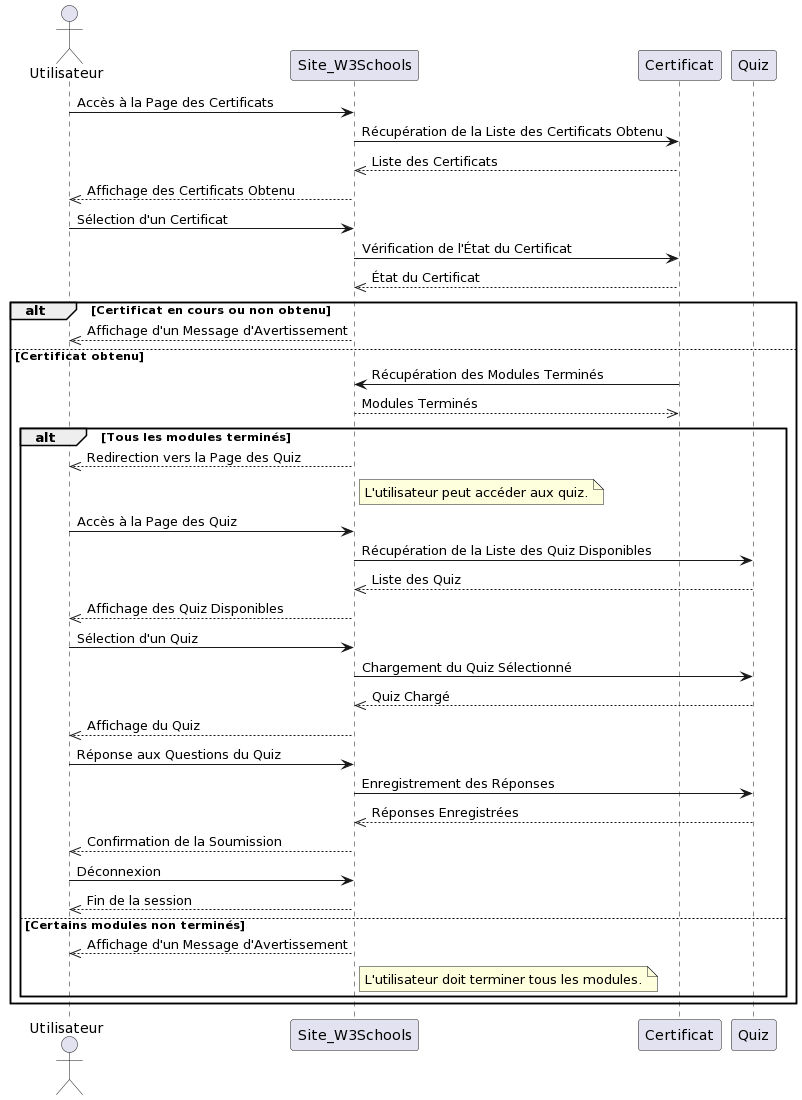 Utilisateur
Site_W3Schools
Certificat
Quiz
Accès à la Page des Certificats
Récupération de la Liste des Certificats Obtenu
Liste des Certificats
Affichage des Certificats Obtenu
Sélection d'un Certificat
Vérification de l'État du Certificat
État du Certificat
alt
[Certificat en cours ou non obtenu]
Affichage d'un Message d'Avertissement
[Certificat obtenu]
Récupération des Modules Terminés
Modules Terminés
alt
[Tous les modules terminés]
Redirection vers la Page des Quiz
L'utilisateur peut accéder aux quiz.
Accès à la Page des Quiz
Récupération de la Liste des Quiz Disponibles
Liste des Quiz
Affichage des Quiz Disponibles
Sélection d'un Quiz
Chargement du Quiz Sélectionné
Quiz Chargé
Affichage du Quiz
Réponse aux Questions du Quiz
Enregistrement des Réponses
Réponses Enregistrées
Confirmation de la Soumission
Déconnexion
Fin de la session
[Certains modules non terminés]
Affichage d'un Message d'Avertissement
L'utilisateur doit terminer tous les modules.
Utilisateur
Site_W3Schools
Certificat
Quiz